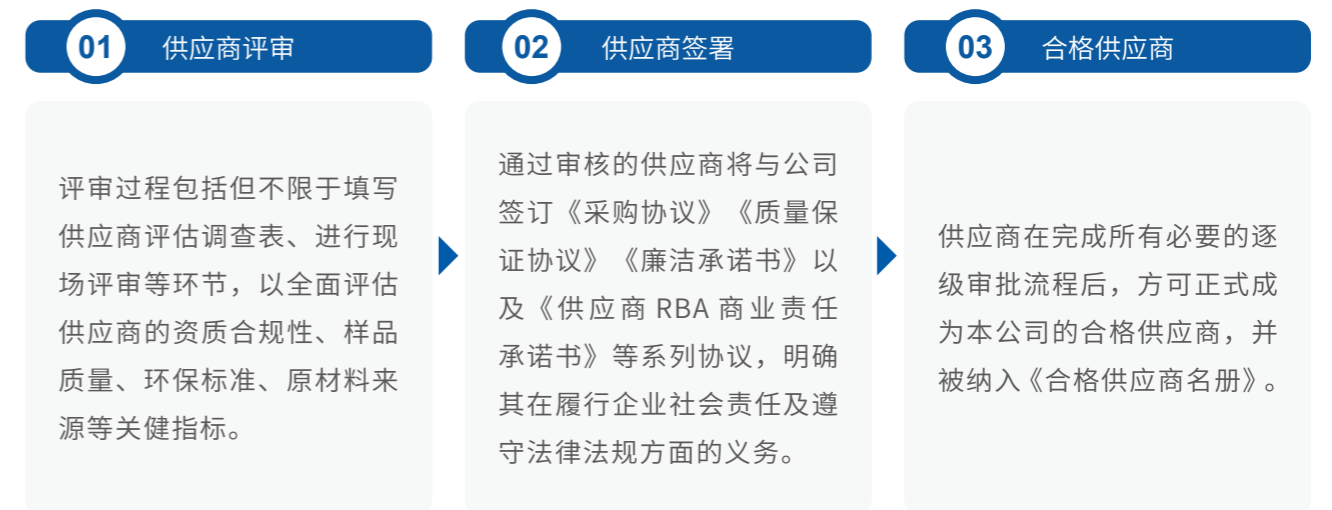 01 供应商评审
评审过程包括但不限于填写
供应商评估调查表、进行现
场评审等环节，以全面评估
供应商的资质合规性、样品
质量、环保标准、原材料来
源等关健指标。
02 供应商签署
通过审核的供应商将与公司
签订《采购协议》《质量保
证协议》《廉洁承诺书》以
及《供应商 RBA 商业责任
承诺书》等系列协议，明确
其在履行企业社会责任及遵
守法律法规方面的义务。
03 合格供应商
供应商在完成所有必要的逐
级审批流程后，方可正式成
为本公司的合格供应商，并
被纳入《合格供应商名册》。